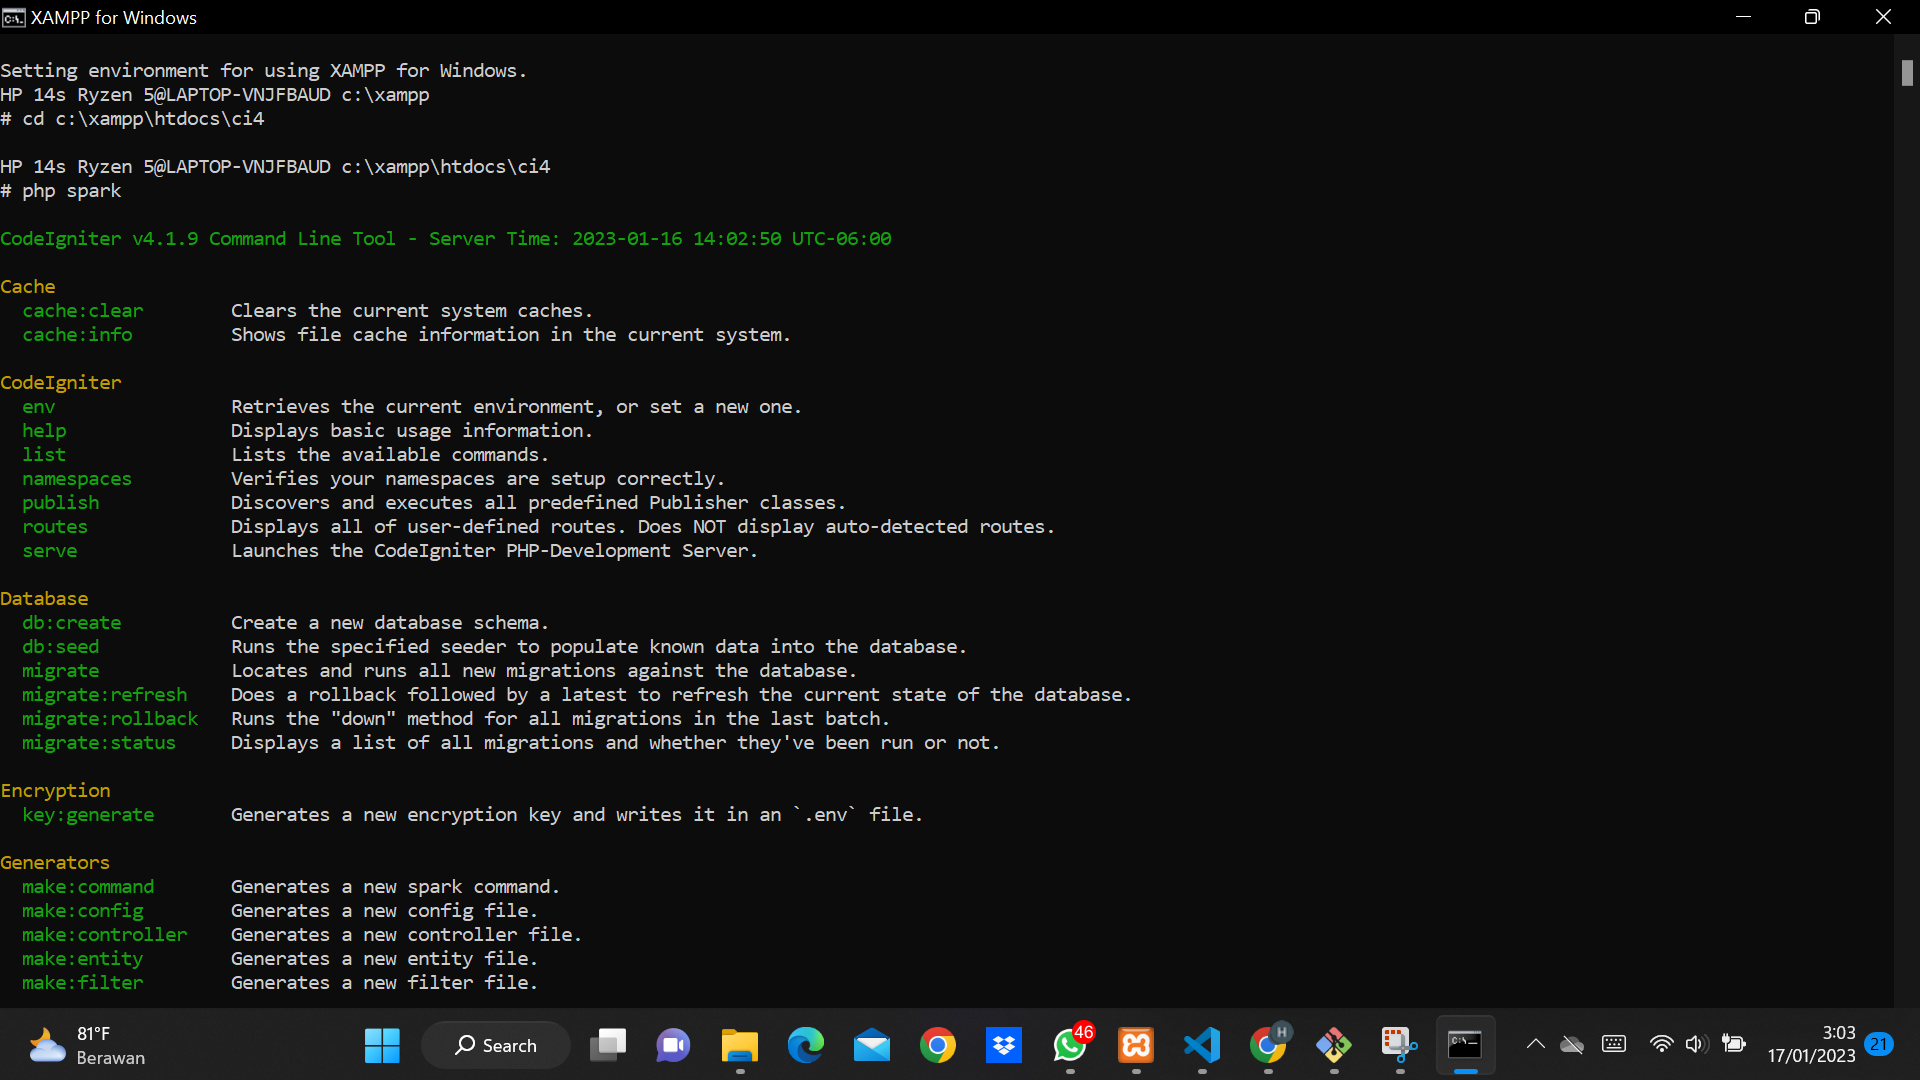 XAMPP for Windows
Setting environment for using XAMPP for Windows.
HP 14s Ryzen 5@LAPTOP-VNJFBAUD c:\xampp
# cd c:\xampp\htdocs\ci4
HP 14s Ryzen 5@LAPTOP-VNJFBAUD c:\xampp\htdocs\ci4
# php spark
CodeIgniter v4.1.9 Command Line Tool - Server Time: 2023-01-16 14:02:50 UTC-06:00
Cache
cache:clear Clears the current system caches.
cache:info Shows file cache information in the current system.
CodeIgniter
env Retrieves the current environment, or set a new one.
help Displays basic usage information.
list Lists the available commands.
namespaces Verifies your namespaces are setup correctly.
publish Discovers and executes all predefined Publisher classes.
routes Displays all of user-defined routes. Does NOT display auto-detected routes.
serve Launches the CodeIgniter PHP-Development Server.
Database
db:create Create a new database schema.
db:seed Runs the specified seeder to populate known data into the database.
migrate Locates and runs all new migrations against the database.
migrate:refresh Does a rollback followed by a latest to refresh the current state of the database.
migrate:rollback Runs the "down" method for all migrations in the last batch.
migrate:status Displays a list of all migrations and whether they've been run or not.
Encryption
key:generate Generates a new encryption key and writes it in an `.env` file.
Generators
make:command Generates a new spark command.
make:config Generates a new config file.
make:controller Generates a new controller file.
make:entity Generates a new entity file.
make:filter Generates a new filter file.
81°F
Berawan
Search
46
H
3:03
17/01/2023
21